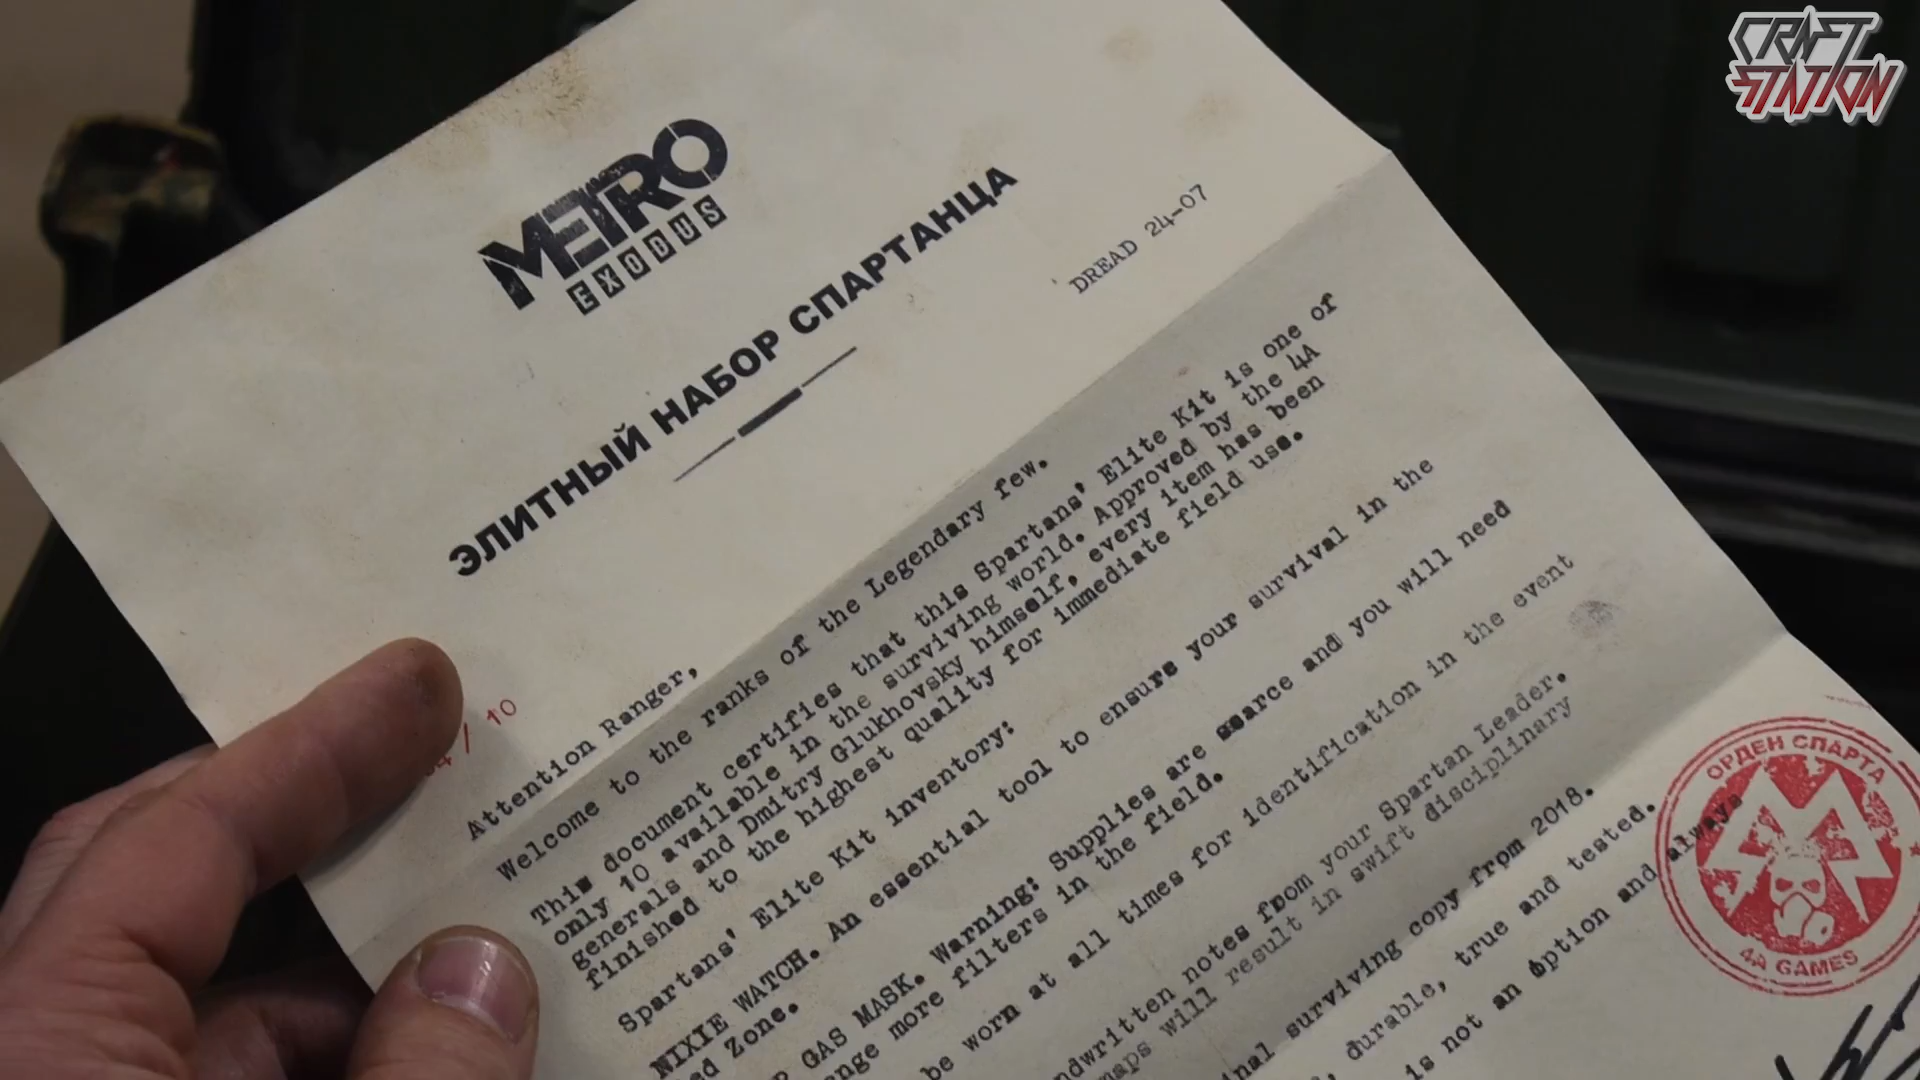 CRAFT
STATION
METRO
EXODUS
ЭЛИТНЫЙ НАБОР СПАРТАНЦА
DREAD 24-07
/ 10
Attention Ranger,
Welcome to the ranks of the Legendary few.
This document certifies that this Spartans' Elite Kit is one of
only 10 available in the surviving world. Approved by the 4A
generals and Dmitry Glukhovsky himself, every item has been
finished to the highest quality for immediate field use.
Spartans' Elite Kit inventory:
NIXIE WATCH. An essential tool to ensure your survival in the
Zone.
GAS MASK. Warning: Supplies are scarce and you will need
more filters in the field.
be worn at all times for identification in the event
notes from your Spartan Leader.
maps will result in swift disciplinary
surviving copy from 2018.
durable, true and tested.
is not an option and always
ОРДЕН СПАРТА
4A GAMES